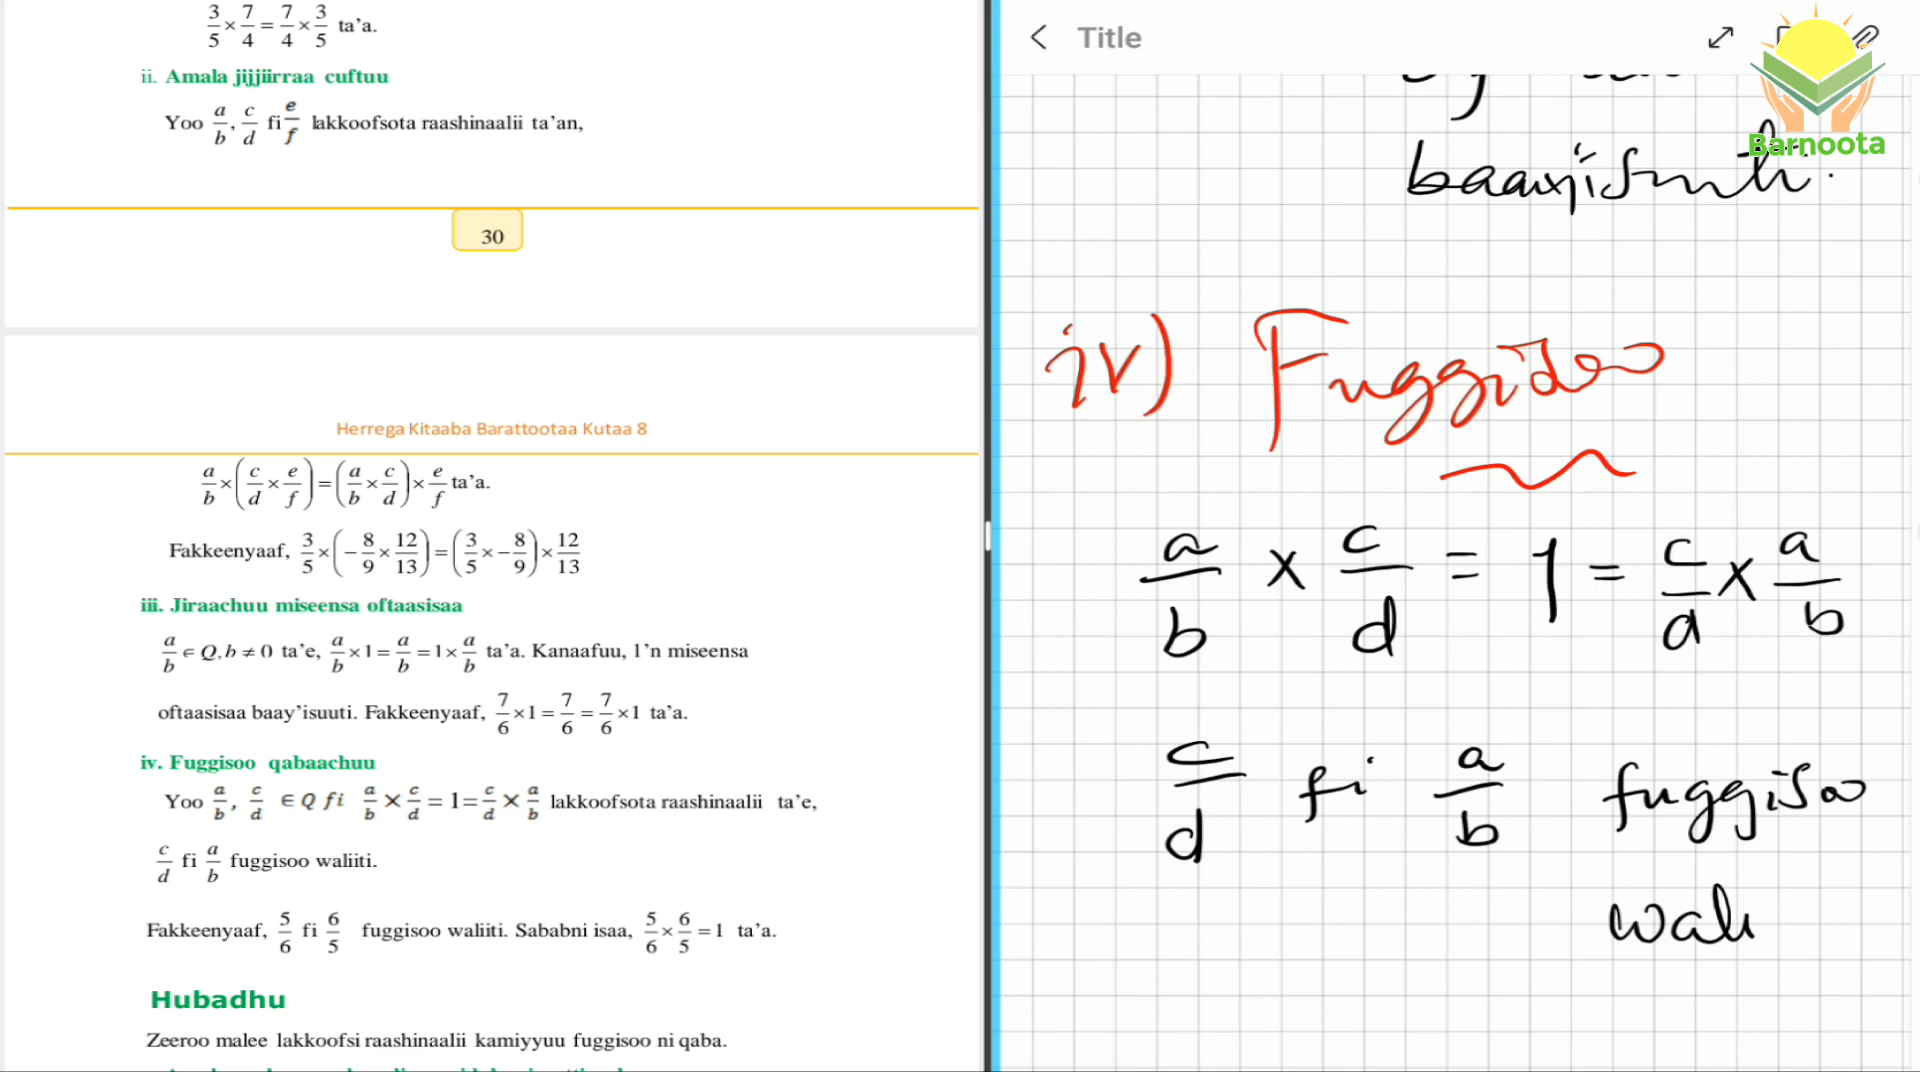 3/5 × 7/4 = 7/4 × 3/5 ta’a.
ii. Amala jijjiirraa cuftuu
Yoo a/b, c/d fi e/f lakkoofsota raashinaalii ta’an,
30
Herrega Kitaaba Barattootaa Kutaa 8
a/b × (c/d × e/f) = (a/b × c/d) × e/f ta’a.
Fakkeenyaaf, 3/5 × (− 8/9 × 12/13) = (3/5 × − 8/9) × 12/13
iii. Jiraachuu miseensa oftaasisaa
a/b ∈ Q, b ≠ 0 ta’e, a/b × 1 = a/b = 1 × a/b ta’a. Kanaafuu, 1’n miseensa
oftaasisaa baay’isuuti. Fakkeenyaaf, 7/6 × 1 = 7/6 = 7/6 × 1 ta’a.
iv. Fuggisoo qabaachuu
Yoo a/b, c/d ∈ Q fi a/b × c/d = 1 = c/d × a/b lakkoofsota raashinaalii ta’e,
c/d fi a/b fuggisoo waliiti.
Fakkeenyaaf, 5/6 fi 6/5 fuggisoo waliiti. Sababni isaa, 5/6 × 6/5 = 1 ta’a.
Hubadhu
Zeeroo malee lakkoofsi raashinaalii kamiyyuu fuggisoo ni qaba.
Title
Barnoota
iv) Fuggisoo
a/b × c/d = 1 = c/d × a/b
c/d fi a/b fuggisoo
wali